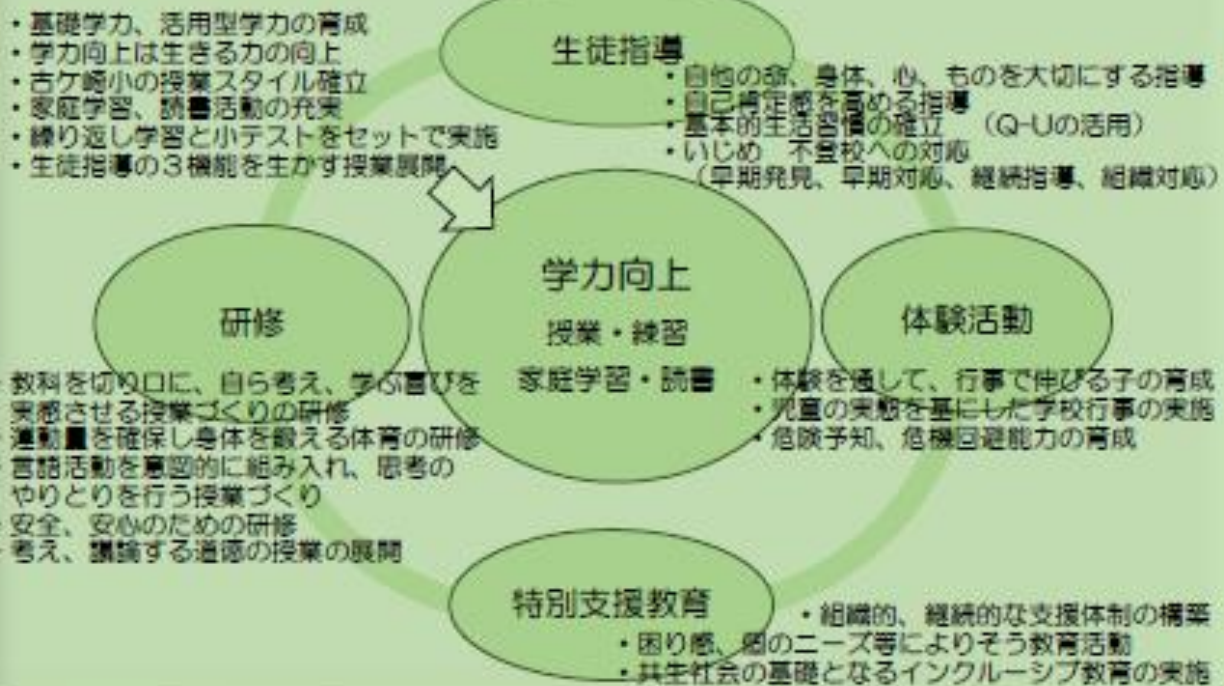 ・基礎学力、活用型学力の育成
・学力向上は生きる力の向上
・古ケ崎小の授業スタイル確立
・家庭学習、読書活動の充実
・繰り返し学習と小テストをセットで実施
・生徒指導の３機能を生かす授業展開
生徒指導
・自他の命、身体、心、ものを大切にする指導
・自己肯定感を高める指導
・基本的生活習慣の確立　（Q-Uの活用）
・いじめ　不登校への対応
（早期発見、早期対応、継続指導、組織対応）
学力向上
授業・練習
家庭学習・読書
研修
教科を切り口に、自ら考え、学ぶ喜びを
実感させる授業づくりの研修
運動量を確保し身体を鍛える体育の研修
言語活動を意図的に組み入れ、思考の
やりとりを行う授業づくり
安全、安心のための研修
考え、議論する道徳の授業の展開
体験活動
・体験を通して、行事で伸びる子の育成
・児童の実態を基にした学校行事の実施
・危険予知、危機回避能力の育成
特別支援教育
・組織的、継続的な支援体制の構築
・困り感、個のニーズ等によりそう教育活動
・共生社会の基礎となるインクルーシブ教育の実施